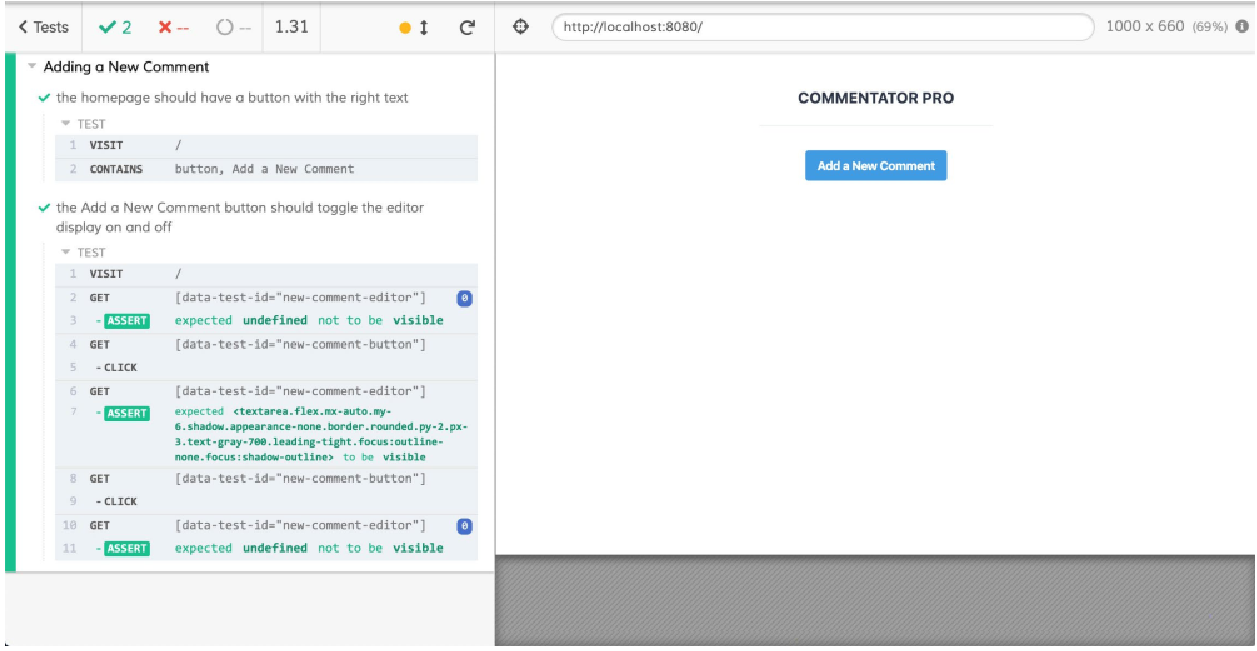 Tests 2 -- -- 1.31
http://localhost:8080/ 1000 x 660 (69%)
Adding a New Comment
the homepage should have a button with the right text
TEST
1 VISIT /
2 CONTAINS button, Add a New Comment
the Add a New Comment button should toggle the editor
display on and off
TEST
1 VISIT /
2 GET [data-test-id="new-comment-editor"] 0
3 - ASSERT expected undefined not to be visible
4 GET [data-test-id="new-comment-button"]
5 - CLICK
6 GET [data-test-id="new-comment-editor"]
7 - ASSERT expected <textarea.flex.mx-auto.my-
6.shadow.appearance-none.border.rounded.py-2.px-
3.text-gray-700.leading-tight.focus:outline-
none.focus:shadow-outline> to be visible
8 GET [data-test-id="new-comment-button"]
9 - CLICK
10 GET [data-test-id="new-comment-editor"] 0
11 - ASSERT expected undefined not to be visible
COMMENTATOR PRO
Add a New Comment